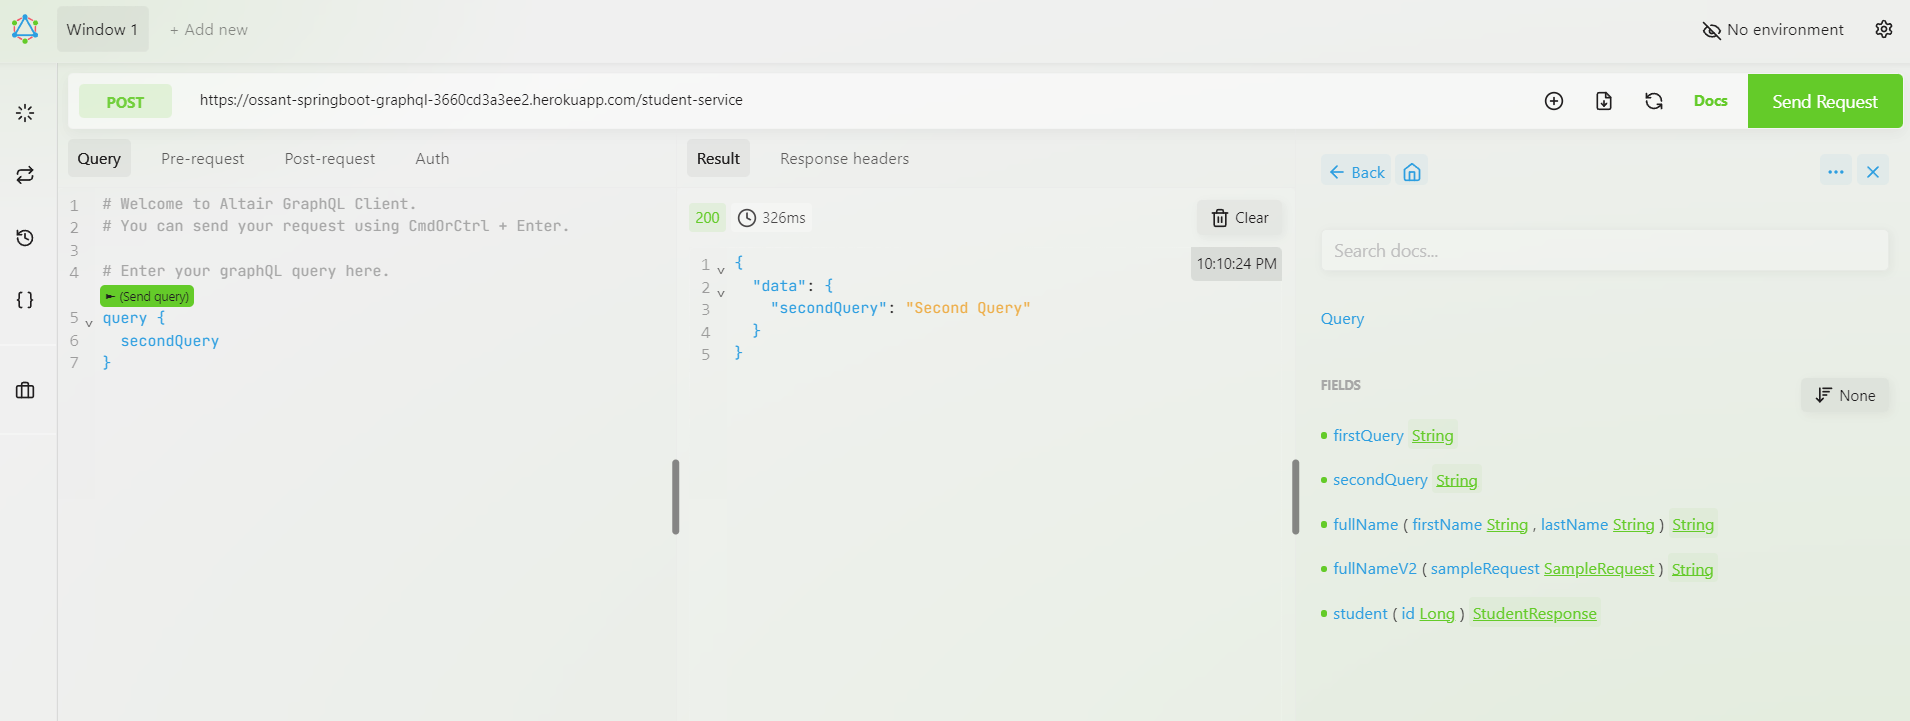 Window 1
+ Add new
No environment
POST
https://ossant-springboot-graphql-3660cd3a3ee2.herokuapp.com/student-service
Docs
Send Request
Query
Pre-request
Post-request
Auth
1 # Welcome to Altair GraphQL Client.
2 # You can send your request using CmdOrCtrl + Enter.
3
4 # Enter your graphQL query here.
► (Send query)
5 query {
6 secondQuery
7 }
Result
Response headers
200
326ms
Clear
10:10:24 PM
1 {
2 "data": {
3 "secondQuery": "Second Query"
4 }
5 }
← Back
Search docs...
Query
FIELDS
None
firstQuery String
secondQuery String
fullName ( firstName String , lastName String ) String
fullNameV2 ( sampleRequest SampleRequest ) String
student ( id Long ) StudentResponse